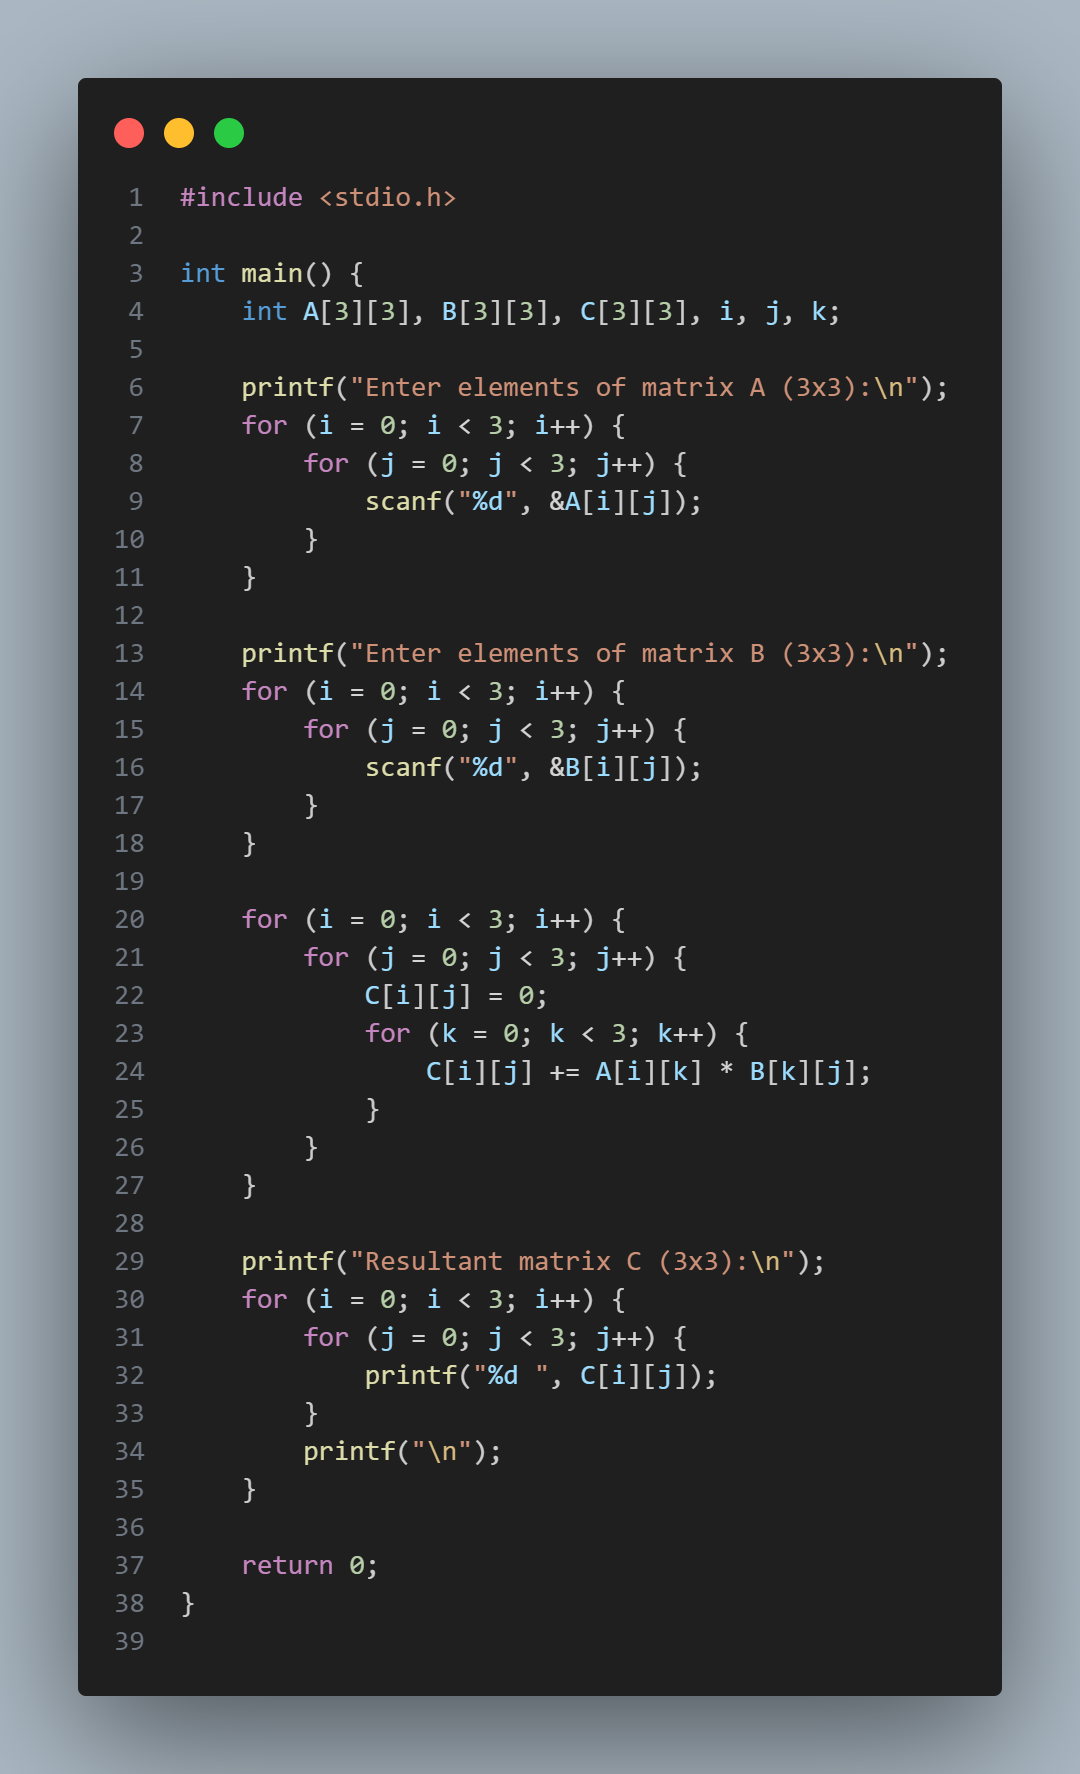 1 #include <stdio.h>
2
3 int main() {
4     int A[3][3], B[3][3], C[3][3], i, j, k;
5
6     printf("Enter elements of matrix A (3x3):\n");
7     for (i = 0; i < 3; i++) {
8         for (j = 0; j < 3; j++) {
9             scanf("%d", &A[i][j]);
10         }
11     }
12
13     printf("Enter elements of matrix B (3x3):\n");
14     for (i = 0; i < 3; i++) {
15         for (j = 0; j < 3; j++) {
16             scanf("%d", &B[i][j]);
17         }
18     }
19
20     for (i = 0; i < 3; i++) {
21         for (j = 0; j < 3; j++) {
22             C[i][j] = 0;
23             for (k = 0; k < 3; k++) {
24                 C[i][j] += A[i][k] * B[k][j];
25             }
26         }
27     }
28
29     printf("Resultant matrix C (3x3):\n");
30     for (i = 0; i < 3; i++) {
31         for (j = 0; j < 3; j++) {
32             printf("%d ", C[i][j]);
33         }
34         printf("\n");
35     }
36
37     return 0;
38 }
39